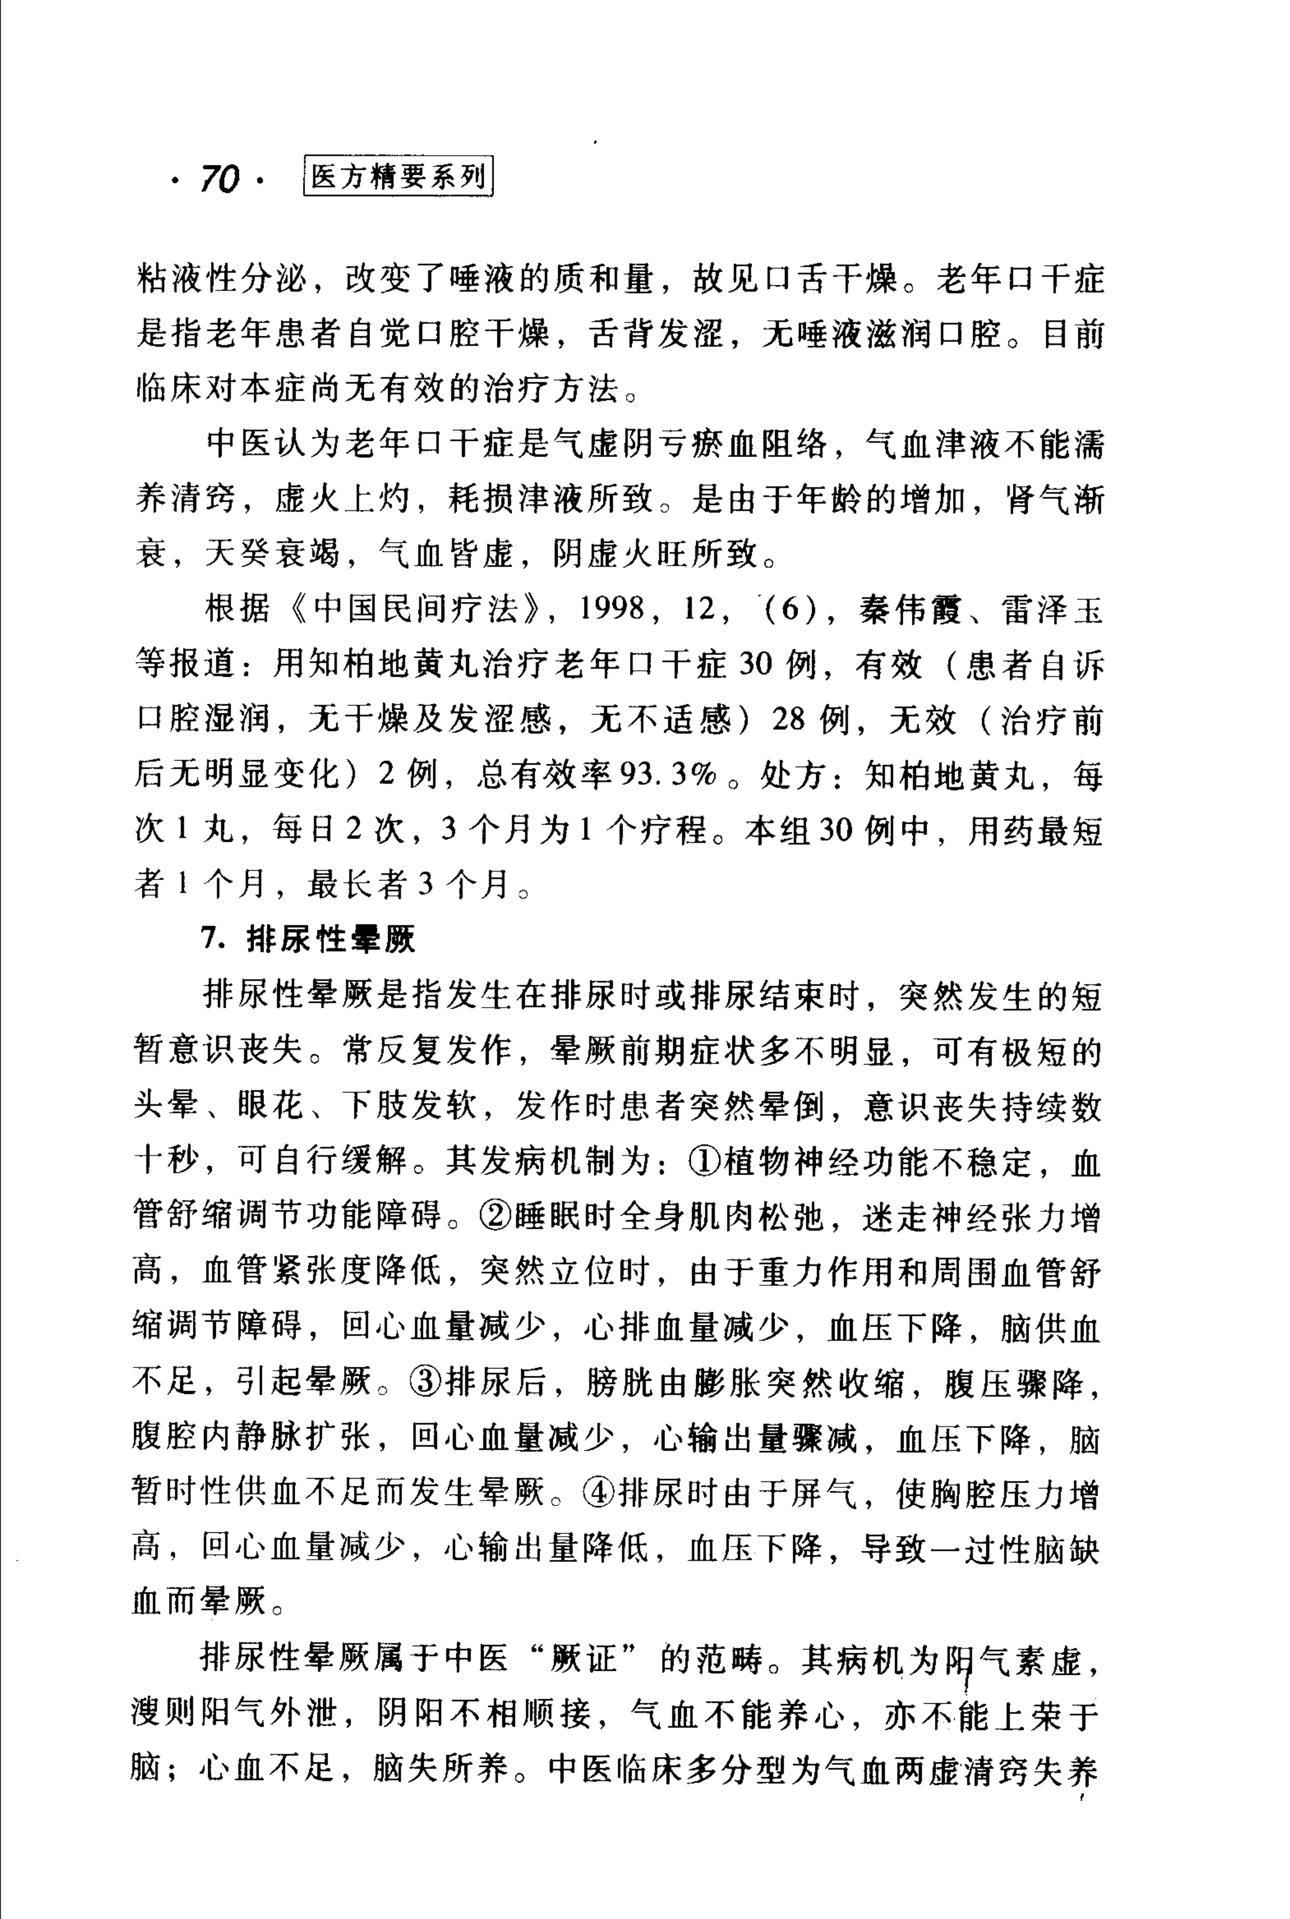 ·70· 医方精要系列
粘液性分泌，改变了唾液的质和量，故见口舌干燥。老年口干症
是指老年患者自觉口腔干燥，舌背发涩，无唾液滋润口腔。目前
临床对本症尚无有效的治疗方法。
中医认为老年口干症是气虚阴亏瘀血阻络，气血津液不能濡
养清窍，虚火上灼，耗损津液所致。是由于年龄的增加，肾气渐
衰，天癸衰竭，气血皆虚，阴虚火旺所致。
根据《中国民间疗法》，1998，12，（6），秦伟霞、雷泽玉
等报道：用知柏地黄丸治疗老年口干症 30 例，有效（患者自诉
口腔湿润，无干燥及发涩感，无不适感）28 例，无效（治疗前
后无明显变化）2 例，总有效率 93.3%。处方：知柏地黄丸，每
次 1 丸，每日 2 次，3 个月为 1 个疗程。本组 30 例中，用药最短
者 1 个月，最长者 3 个月。
7. 排尿性晕厥
排尿性晕厥是指发生在排尿时或排尿结束时，突然发生的短
暂意识丧失。常反复发作，晕厥前期症状多不明显，可有极短的
头晕、眼花、下肢发软，发作时患者突然晕倒，意识丧失持续数
十秒，可自行缓解。其发病机制为：①植物神经功能不稳定，血
管舒缩调节功能障碍。②睡眠时全身肌肉松弛，迷走神经张力增
高，血管紧张度降低，突然立位时，由于重力作用和周围血管舒
缩调节障碍，回心血量减少，心排血量减少，血压下降，脑供血
不足，引起晕厥。③排尿后，膀胱由膨胀突然收缩，腹压骤降，
腹腔内静脉扩张，回心血量减少，心输出量骤减，血压下降，脑
暂时性供血不足而发生晕厥。④排尿时由于屏气，使胸腔压力增
高，回心血量减少，心输出量降低，血压下降，导致一过性脑缺
血而晕厥。
排尿性晕厥属于中医“厥证”的范畴。其病机为阳气素虚，
溲则阳气外泄，阴阳不相顺接，气血不能养心，亦不能上荣于
脑；心血不足，脑失所养。中医临床多分型为气血两虚清窍失养